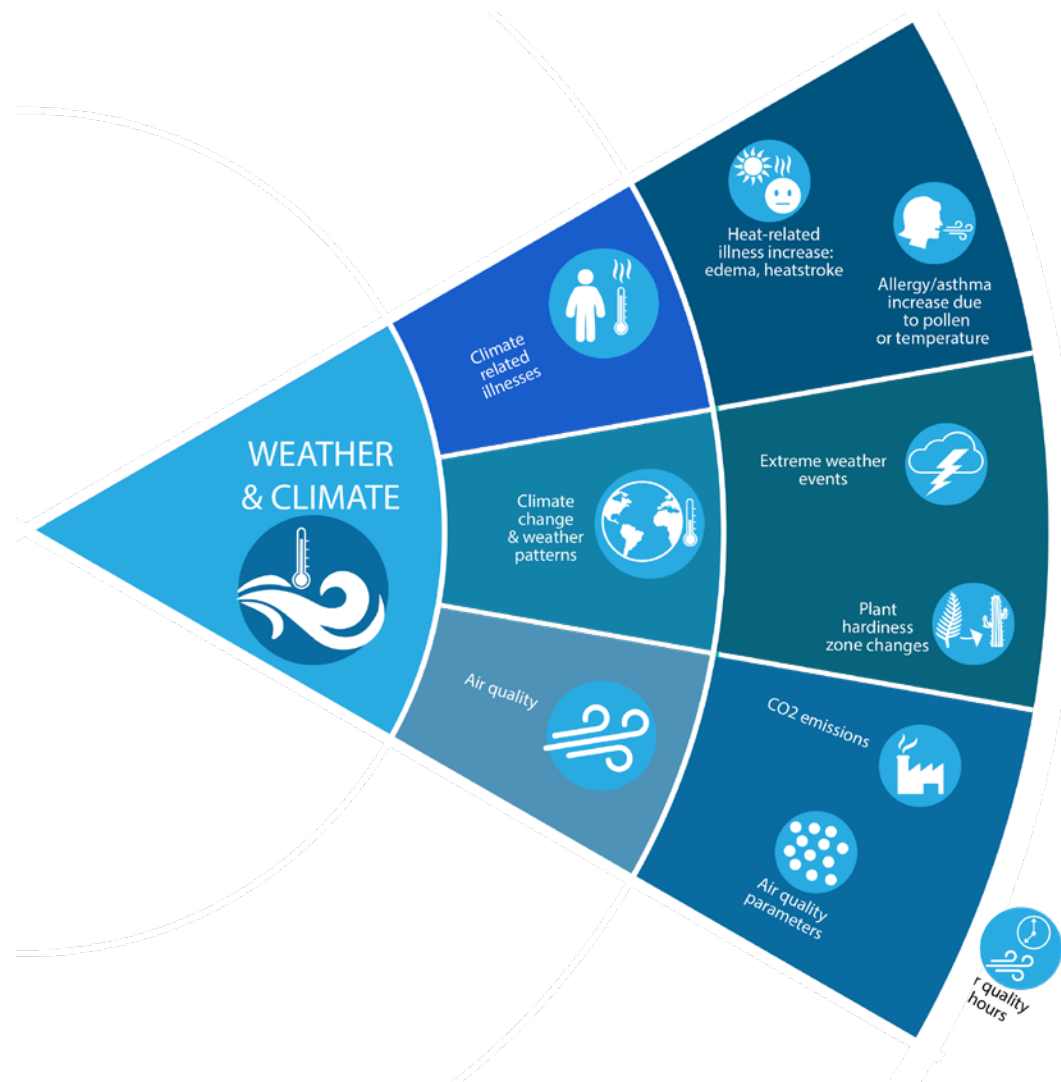 WEATHER
& CLIMATE
Climate
related
illnesses
Heat-related
illness increase:
edema, heatstroke
Allergy/asthma
increase due
to pollen
or temperature
Climate
change
& weather
patterns
Extreme weather
events
Plant
hardiness
zone changes
Air quality
CO2 emissions
Air quality
parameters
r quality
hours